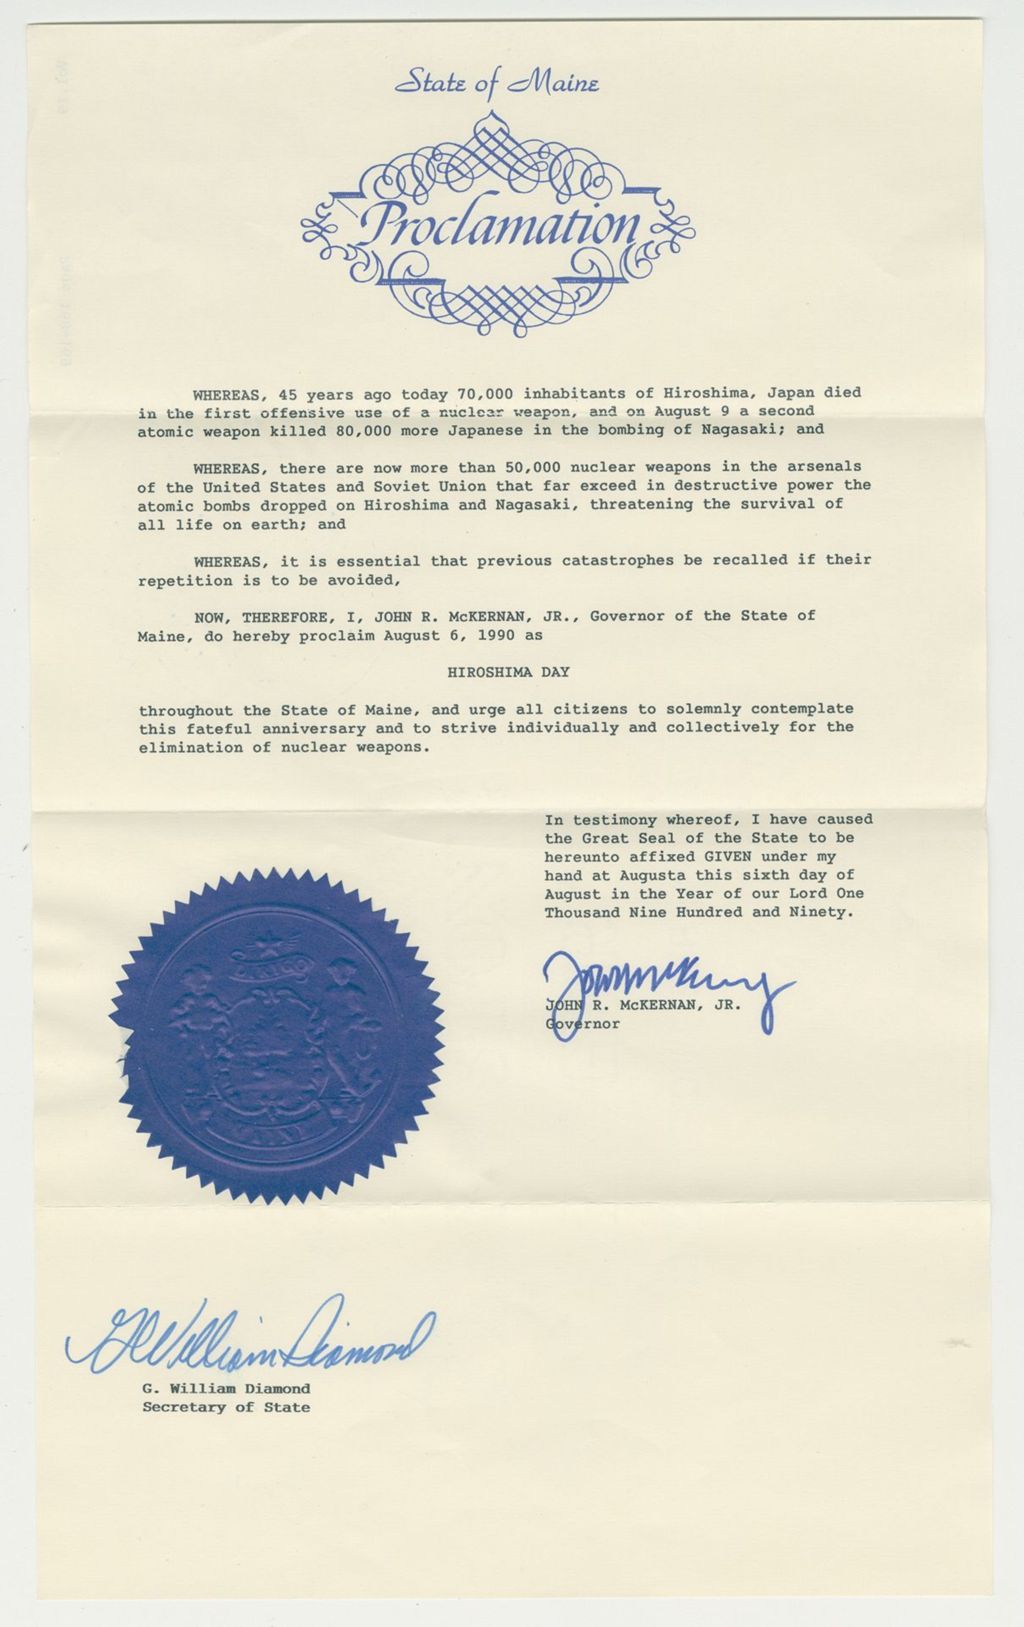 State of Maine
Proclamation
WHEREAS, 45 years ago today 70,000 inhabitants of Hiroshima, Japan died
in the first offensive use of a nuclear weapon, and on August 9 a second
atomic weapon killed 80,000 more Japanese in the bombing of Nagasaki; and
WHEREAS, there are now more than 50,000 nuclear weapons in the arsenals
of the United States and Soviet Union that far exceed in destructive power the
atomic bombs dropped on Hiroshima and Nagasaki, threatening the survival of
all life on earth; and
WHEREAS, it is essential that previous catastrophes be recalled if their
repetition is to be avoided,
NOW, THEREFORE, I, JOHN R. McKERNAN, JR., Governor of the State of
Maine, do hereby proclaim August 6, 1990 as
HIROSHIMA DAY
throughout the State of Maine, and urge all citizens to solemnly contemplate
this fateful anniversary and to strive individually and collectively for the
elimination of nuclear weapons.
In testimony whereof, I have caused
the Great Seal of the State to be
hereunto affixed GIVEN under my
hand at Augusta this sixth day of
August in the Year of our Lord One
Thousand Nine Hundred and Ninety.
JOHN R. McKERNAN, JR.
Governor
DIRIGO
MAINE
G William Diamond
G. William Diamond
Secretary of State